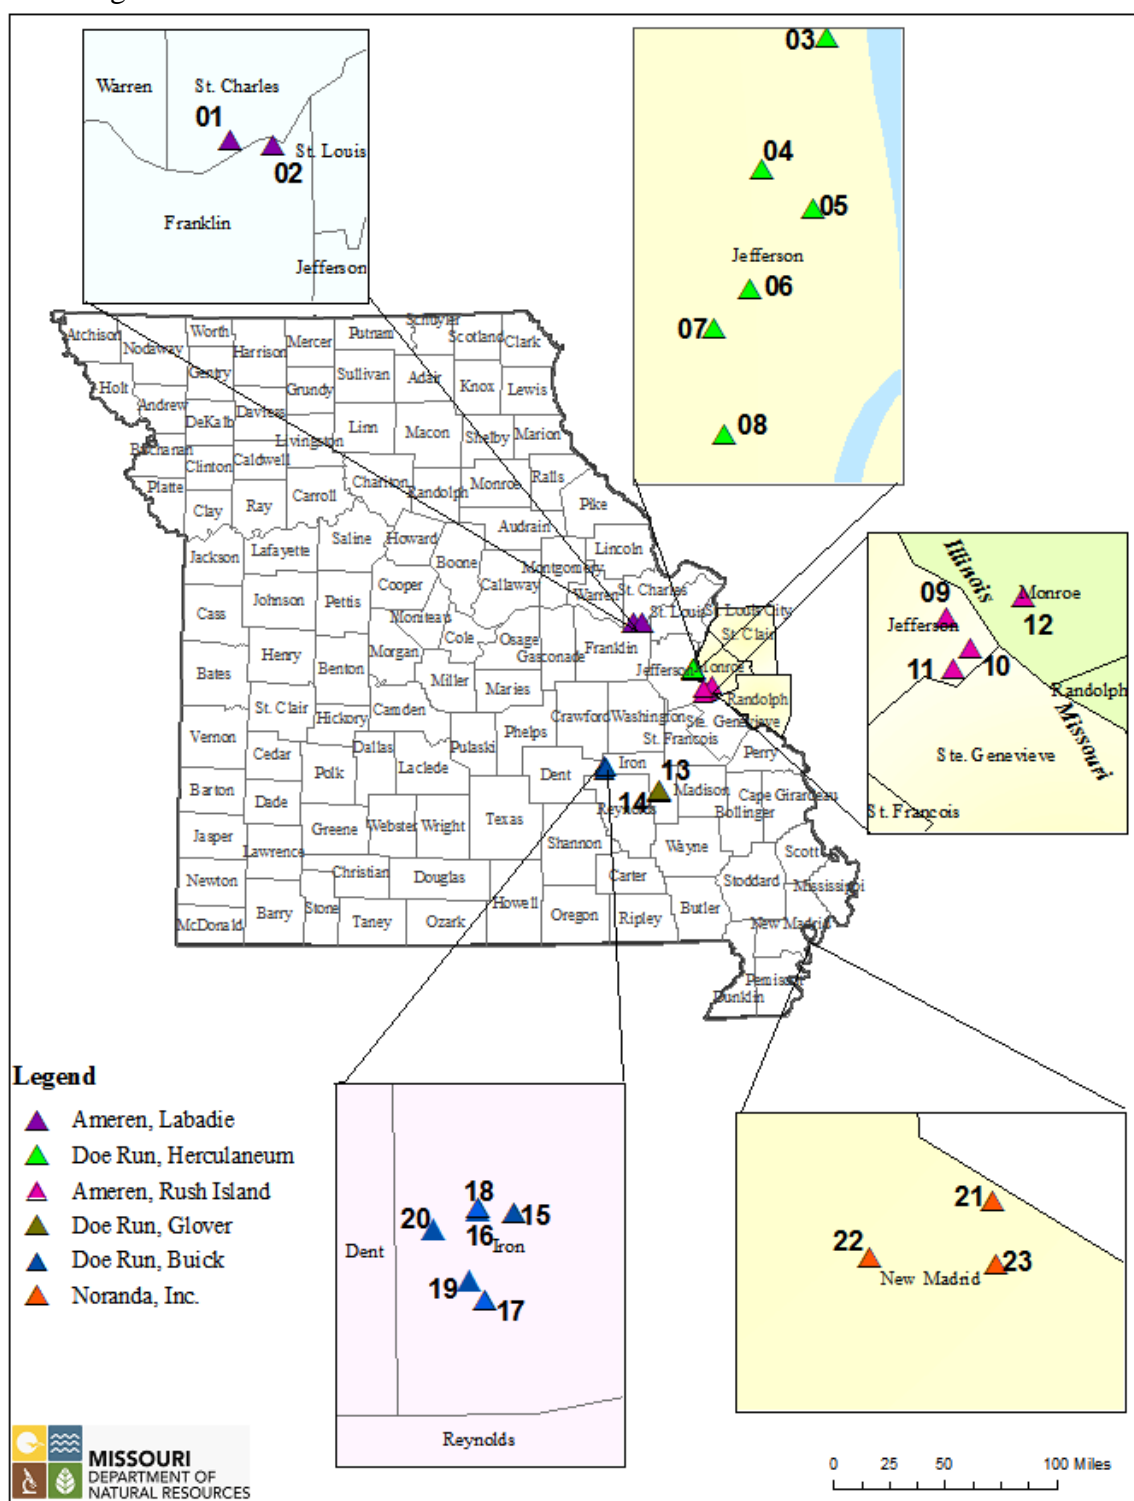 Warren
St. Charles
01
St. Louis
02
Franklin
Jefferson
03
04
05
Jefferson
06
07
08
Atchison
Nodaway
Worth
Harrison
Mercer
Putnam
Schuyler
Scotland
Clark
Holt
Gentry
Grundy
Sullivan
Adair
Knox
Lewis
Andrew
DeKalb
Daviess
Livingston
Linn
Macon
Shelby
Marion
Buchanan
Clinton
Caldwell
Chariton
Randolph
Monroe
Ralls
Platte
Clay
Ray
Carroll
Pike
Audrain
Jackson
Lafayette
Saline
Howard
Boone
Callaway
Montgomery
Lincoln
Cass
Johnson
Pettis
Cooper
Moniteau
Warren
St. Charles
St. Louis
St. Louis City
St. Clair
Cole
Osage
Gasconade
Franklin
Jefferson
Monroe
Bates
Henry
Benton
Morgan
Miller
Maries
Randolph
St. Clair
Hickory
Camden
Phelps
Crawford
Washington
Ste. Genevieve
St. Francois
Perry
Vernon
Cedar
Dallas
Pulaski
Laclede
Polk
Dent
Iron
13
Madison
Cape Girardeau
Bollinger
14
Reynolds
Barton
Dade
Greene
Webster
Wright
Texas
Shannon
Wayne
Scott
Jasper
Lawrence
Newton
Christian
Douglas
Carter
Stoddard
Mississippi
McDonald
Barry
Stone
Taney
Ozark
Howell
Oregon
Ripley
Butler
New Madrid
Pemiscot
Dunklin
Illinois
09
Monroe
12
Jefferson
10
11
Randolph
Missouri
Ste. Genevieve
St. Francois
Legend
Ameren, Labadie
Doe Run, Herculaneum
Ameren, Rush Island
Doe Run, Glover
Doe Run, Buick
Noranda, Inc.
18
20
15
16
Iron
Dent
19
17
Reynolds
21
22
23
New Madrid
MISSOURI
DEPARTMENT OF
NATURAL RESOURCES
0 25 50 100 Miles